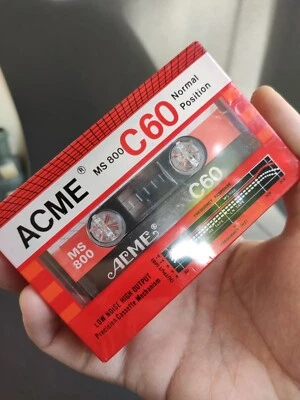 ACME ®
MS 800 C60 Normal
Position
C60
MS
800
ACME
LOW NOISE HIGH OUTPUT
Precision Cassette Mechanism